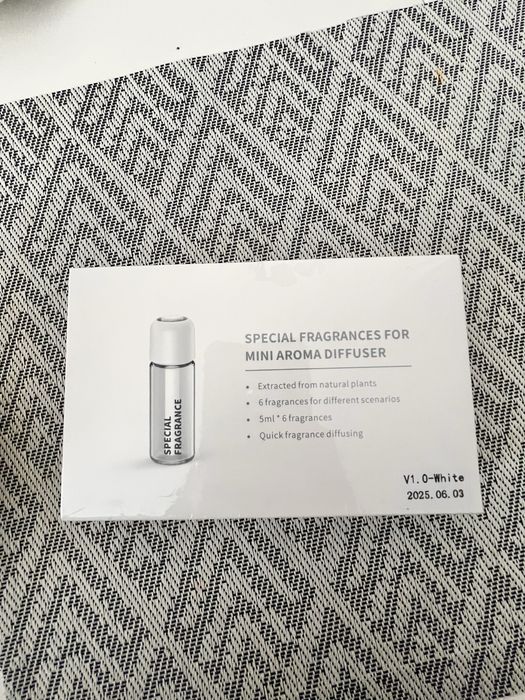 SPECIAL FRAGRANCES FOR
MINI AROMA DIFFUSER
• Extracted from natural plants
• 6 fragrances for different scenarios
• 5ml * 6 fragrances
• Quick fragrance diffusing
SPECIAL
FRAGRANCE
V1.0-White
2025.06.03